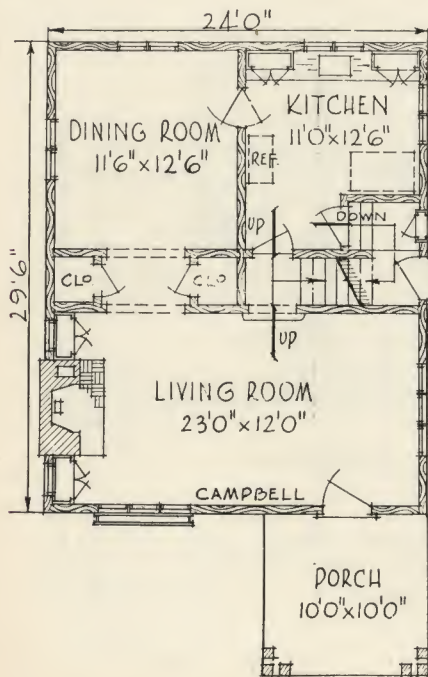 24'0"
29'6"
DINING ROOM
11'6"x12'6"
KITCHEN
11'0"x12'6"
REF.
DOWN
UP
CLO
CLO
UP
LIVING ROOM
23'0"x12'0"
CAMPBELL
PORCH
10'0"x10'0"